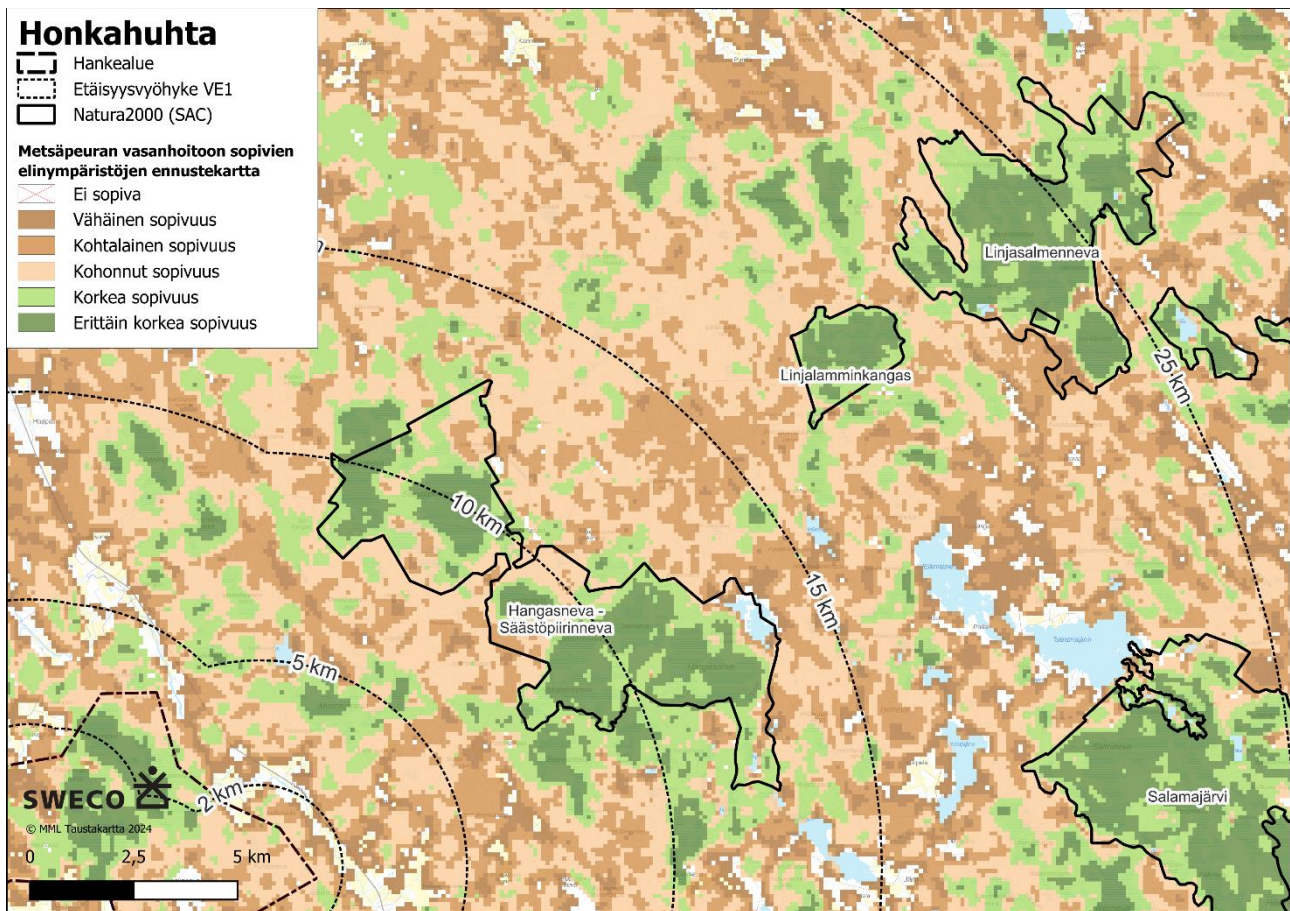 Honkahuhta
Hankealue
Etäisyysvyöhyke VE1
Natura2000 (SAC)
Metsäpeuran vasanhoitoon sopivien
elinympäristöjen ennustekartta
Ei sopiva
Vähäinen sopivuus
Kohtalainen sopivuus
Kohonnut sopivuus
Korkea sopivuus
Erittäin korkea sopivuus
Linjasalmenneva
Linjalamminkangas
25 km
10 km
15 km
Hangasneva -
Säästöpiirinneva
5 km
2 km
Salamajärvi
SWECO
© MML Taustakartta 2024
0 2,5 5 km